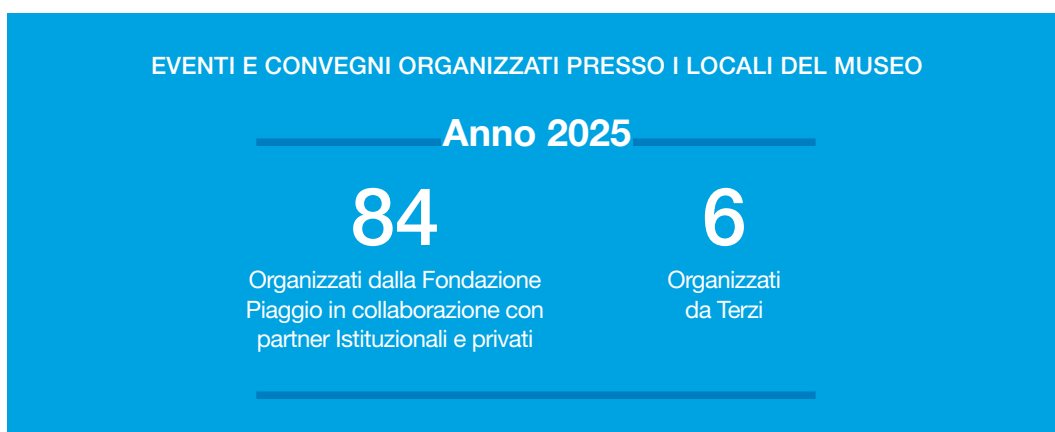 EVENTI E CONVEGNI ORGANIZZATI PRESSO I LOCALI DEL MUSEO
Anno 2025
84
Organizzati dalla Fondazione
Piaggio in collaborazione con
partner Istituzionali e privati
6
Organizzati
da Terzi